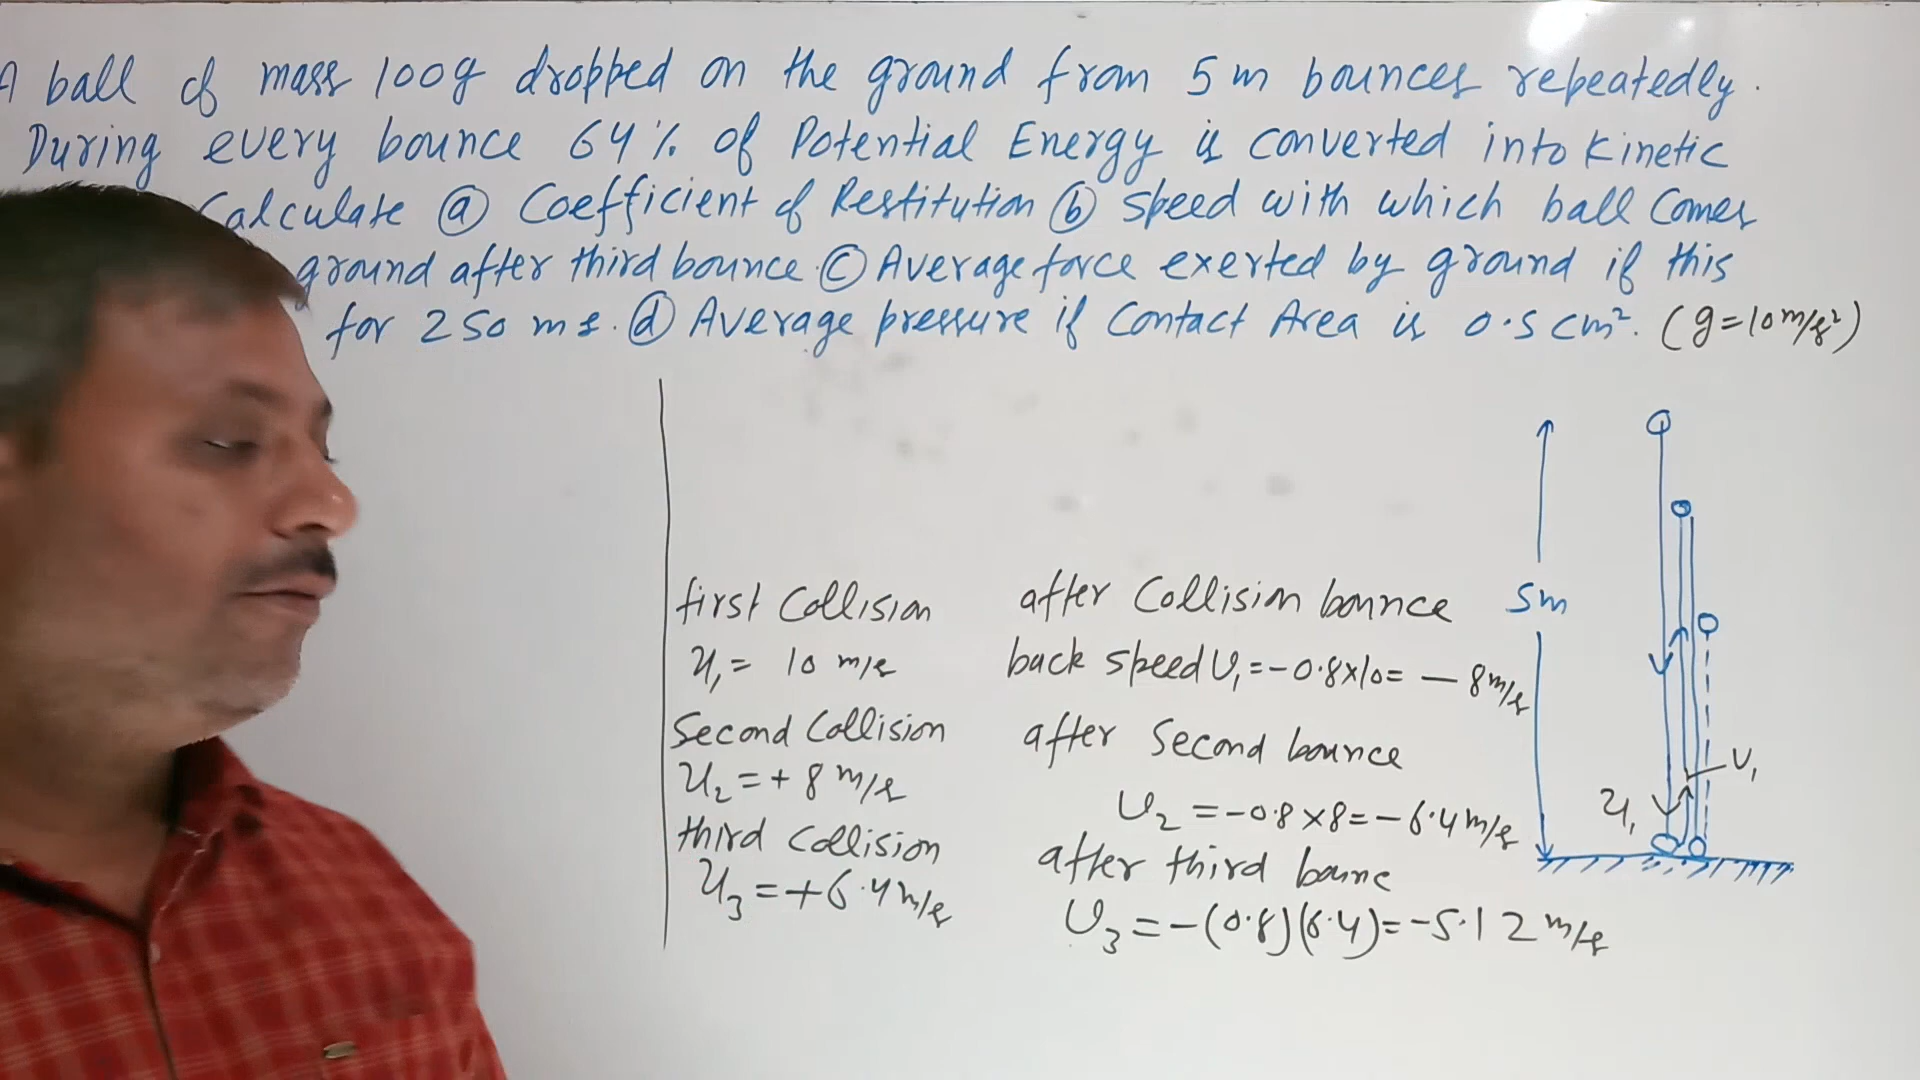 A ball of mass 100g dropped on the ground from 5 m bounces repeatedly.
During every bounce 64% of Potential Energy is converted into Kinetic
Calculate ⓐ Coefficient of Restitution ⓑ speed with which ball comes
ground after third bounce ⓒ Average force exerted by ground if this
for 250 ms. ⓓ Average pressure if Contact Area is 0.5 cm². (g=10 m/s²)
first Collision
u₁ = 10 m/s
Second Collision
u₂ = + 8 m/s
third Collision
u₃ = +6.4 m/s
after Collision bounce
back speed v₁ = -0.8×10 = - 8 m/s
after Second bounce
v₂ = -0.8 × 8 = -6.4 m/s
after third bounc
v₃ = -(0.8)(6.4) = -5.12 m/s
5m
u₁
v₁